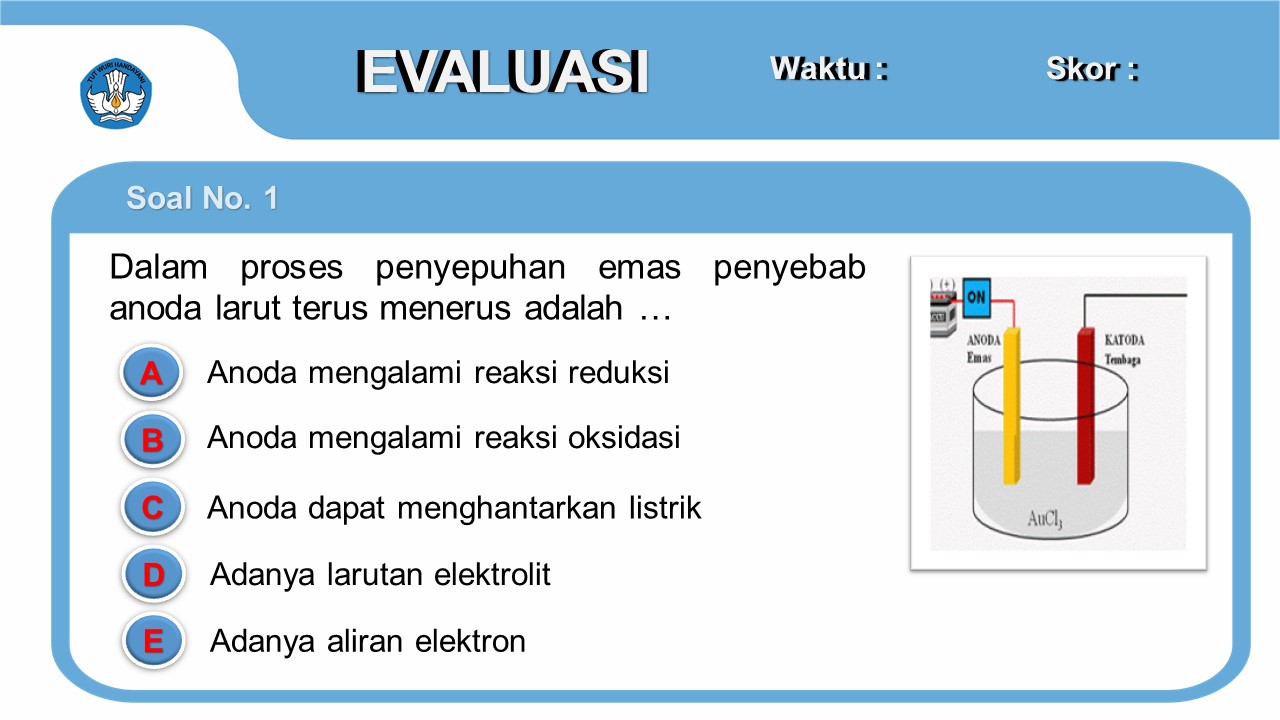 TUT WURI HANDAYANI
EVALUASI
Waktu :
Skor :
Soal No. 1
Dalam proses penyepuhan emas penyebab
anoda larut terus menerus adalah …
A Anoda mengalami reaksi reduksi
B Anoda mengalami reaksi oksidasi
C Anoda dapat menghantarkan listrik
D Adanya larutan elektrolit
E Adanya aliran elektron
) (+)
ON
ANODA
Emas
KATODA
Tembaga
AuCl₃